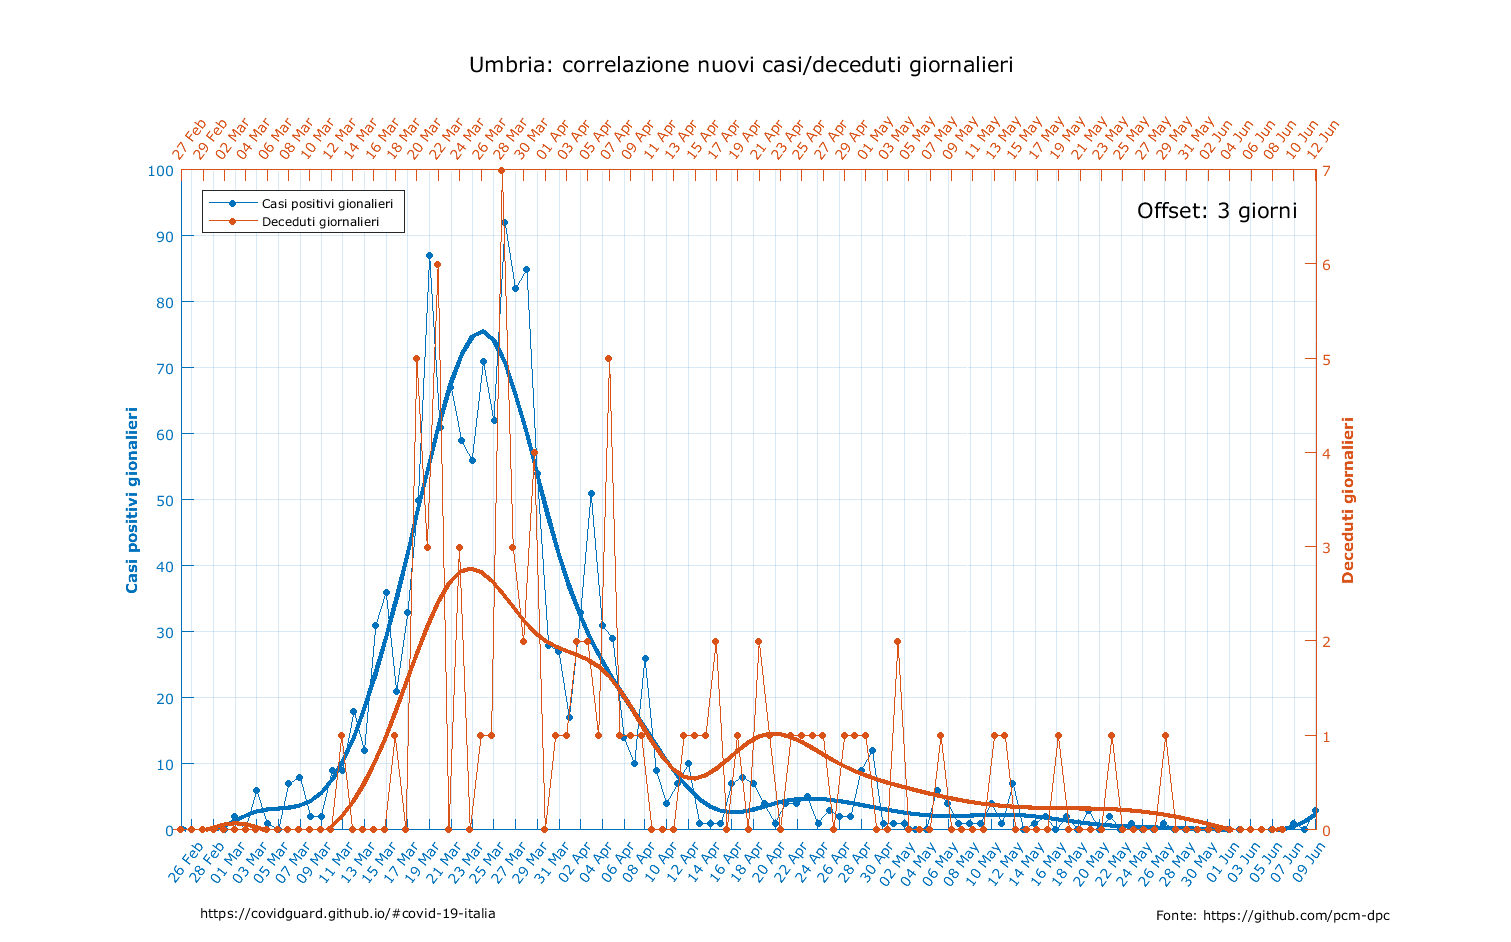 Umbria: correlazione nuovi casi/deceduti giornalieri
27 Feb 29 Feb 02 Mar 04 Mar 06 Mar 08 Mar 10 Mar 12 Mar 14 Mar 16 Mar 18 Mar 20 Mar 22 Mar 24 Mar 26 Mar 28 Mar 30 Mar 01 Apr 03 Apr 05 Apr 07 Apr 09 Apr 11 Apr 13 Apr 15 Apr 17 Apr 19 Apr 21 Apr 23 Apr 25 Apr 27 Apr 29 Apr 01 May 03 May 05 May 07 May 09 May 11 May 13 May 15 May 17 May 19 May 21 May 23 May 25 May 27 May 29 May 31 May 02 Jun 04 Jun 06 Jun 08 Jun 10 Jun 12 Jun
Casi positivi gionalieri
Deceduti giornalieri
Offset: 3 giorni
100
90
80
70
60
50
40
30
20
10
0
Casi positivi gionalieri
7
6
5
4
3
2
1
0
Deceduti giornalieri
26 Feb 28 Feb 01 Mar 03 Mar 05 Mar 07 Mar 09 Mar 11 Mar 13 Mar 15 Mar 17 Mar 19 Mar 21 Mar 23 Mar 25 Mar 27 Mar 29 Mar 31 Mar 02 Apr 04 Apr 06 Apr 08 Apr 10 Apr 12 Apr 14 Apr 16 Apr 18 Apr 20 Apr 22 Apr 24 Apr 26 Apr 28 Apr 30 Apr 02 May 04 May 06 May 08 May 10 May 12 May 14 May 16 May 18 May 20 May 22 May 24 May 26 May 28 May 30 May 01 Jun 03 Jun 05 Jun 07 Jun 09 Jun
https://covidguard.github.io/#covid-19-italia
Fonte: https://github.com/pcm-dpc